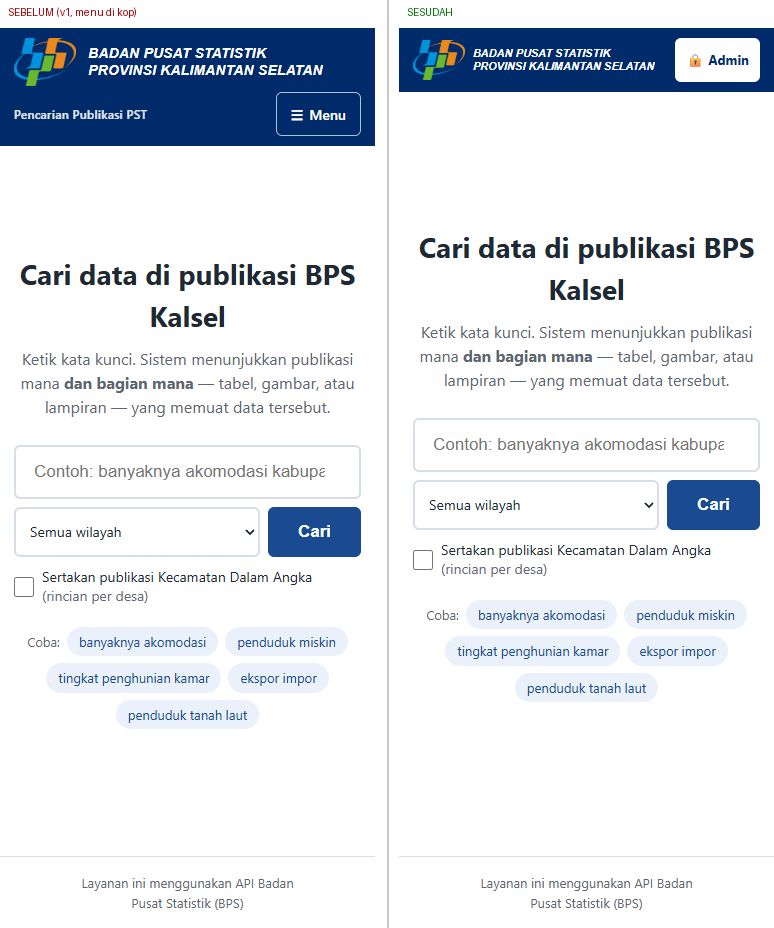 SEBELUM (v1, menu di kop)
BADAN PUSAT STATISTIK
PROVINSI KALIMANTAN SELATAN
Pencarian Publikasi PST
☰ Menu
Cari data di publikasi BPS
Kalsel
Ketik kata kunci. Sistem menunjukkan publikasi
mana dan bagian mana — tabel, gambar, atau
lampiran — yang memuat data tersebut.
Contoh: banyaknya akomodasi kabupa
Semua wilayah
Cari
Sertakan publikasi Kecamatan Dalam Angka
(rincian per desa)
Coba: banyaknya akomodasi penduduk miskin
tingkat penghunian kamar ekspor impor
penduduk tanah laut
Layanan ini menggunakan API Badan
Pusat Statistik (BPS)
SESUDAH
BADAN PUSAT STATISTIK
PROVINSI KALIMANTAN SELATAN
🔒 Admin
Cari data di publikasi BPS
Kalsel
Ketik kata kunci. Sistem menunjukkan publikasi
mana dan bagian mana — tabel, gambar, atau
lampiran — yang memuat data tersebut.
Contoh: banyaknya akomodasi kabupa
Semua wilayah
Cari
Sertakan publikasi Kecamatan Dalam Angka
(rincian per desa)
Coba: banyaknya akomodasi penduduk miskin
tingkat penghunian kamar ekspor impor
penduduk tanah laut
Layanan ini menggunakan API Badan
Pusat Statistik (BPS)